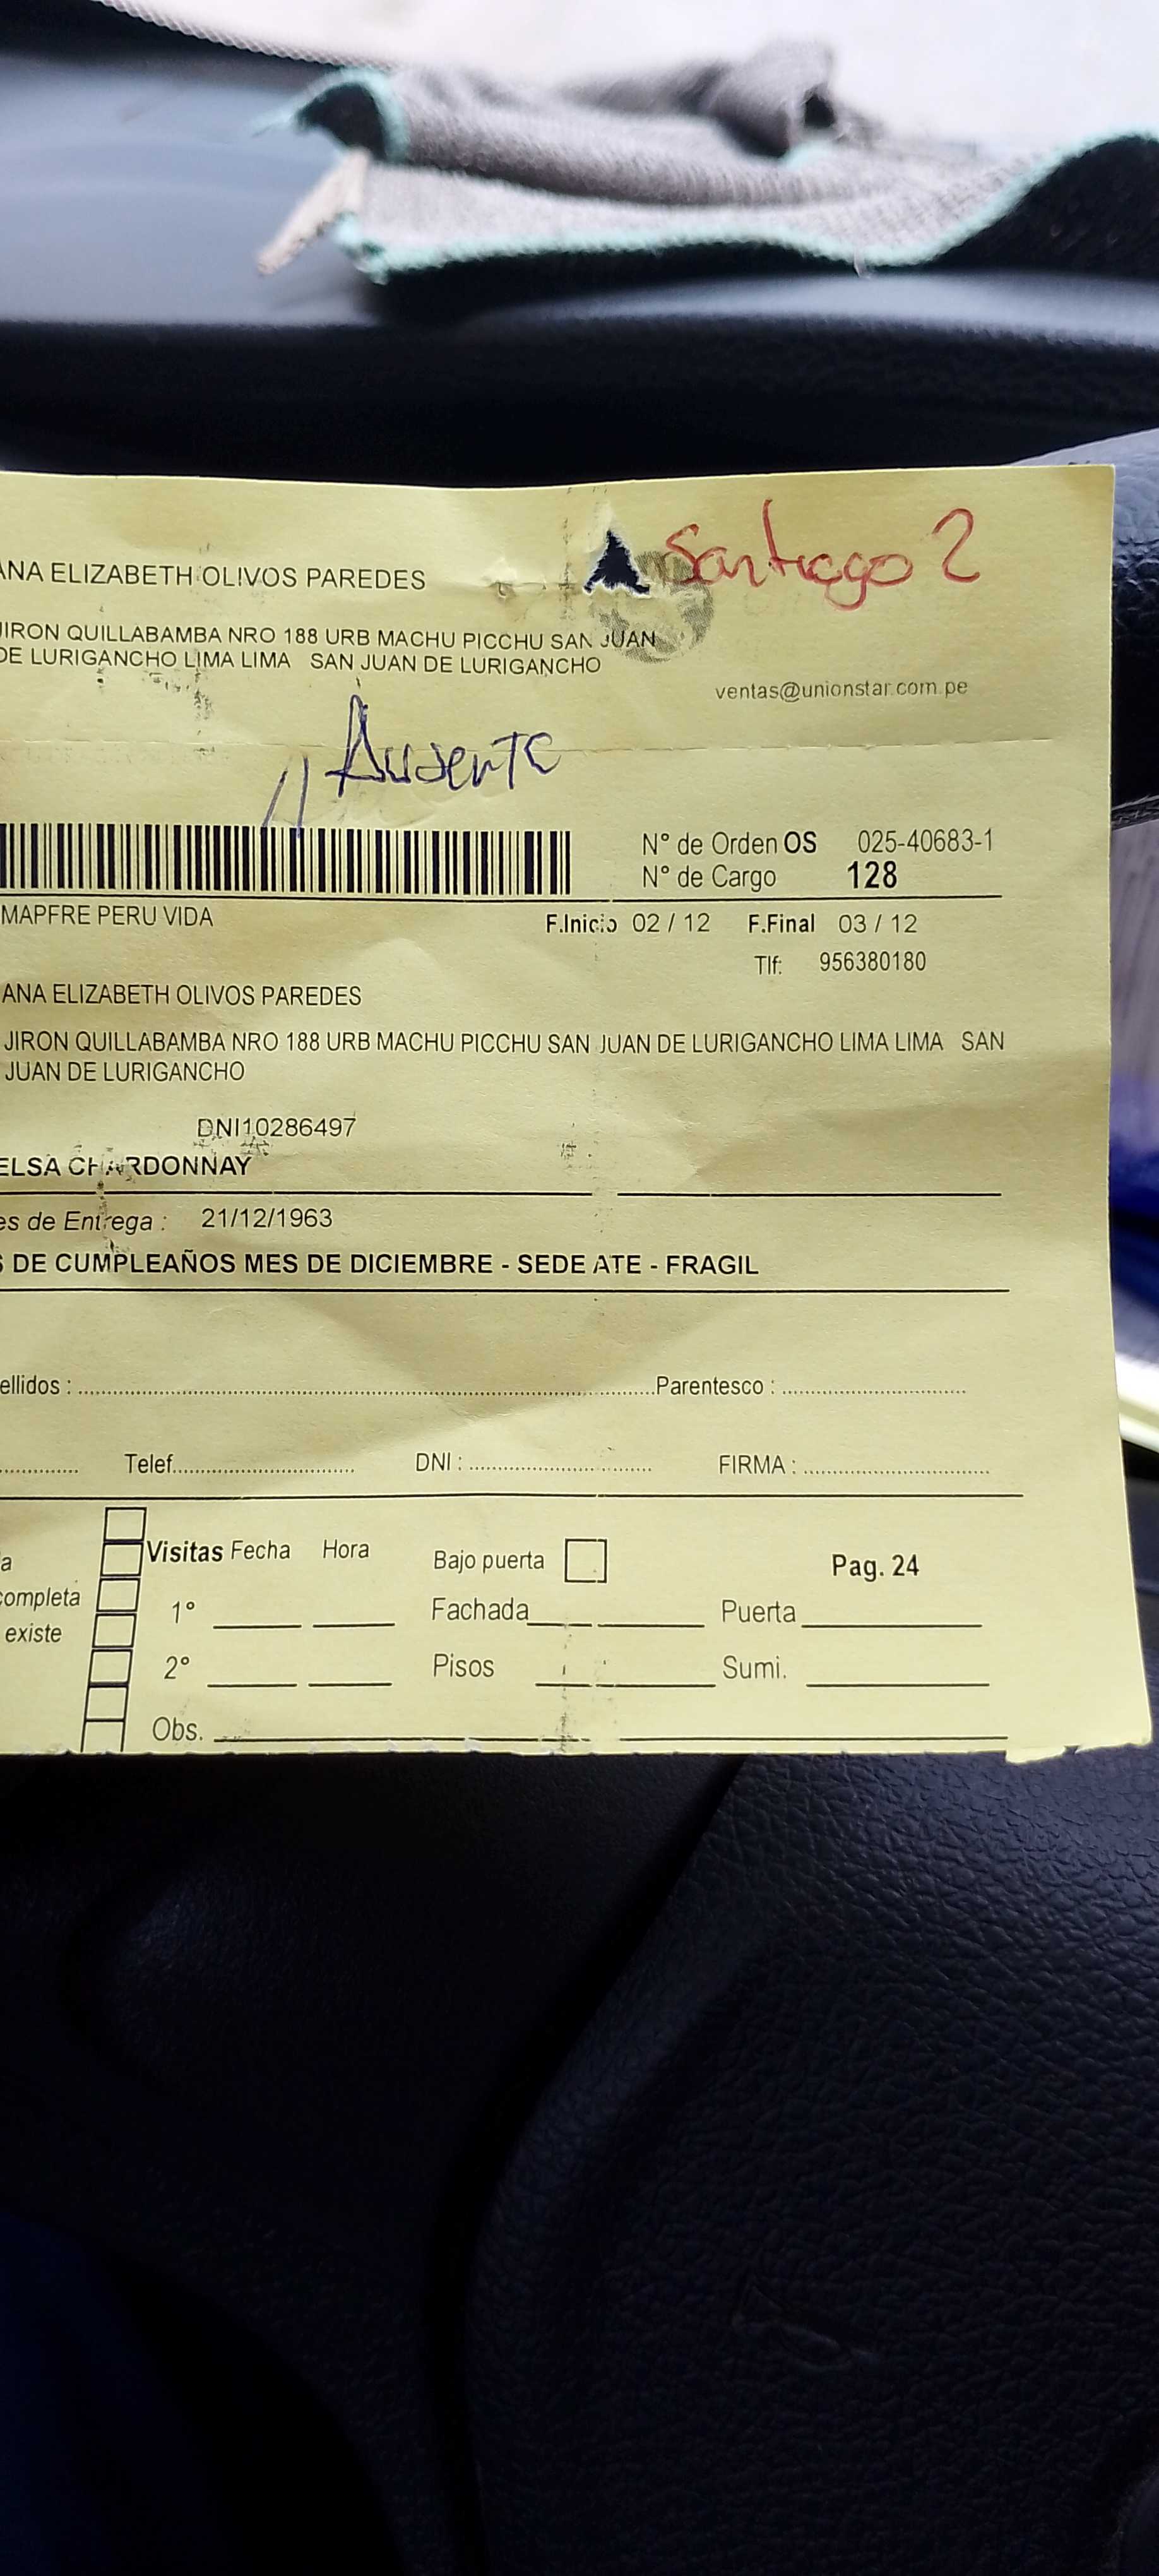 Santiago 2
ANA ELIZABETH OLIVOS PAREDES
JIRON QUILLABAMBA NRO 188 URB MACHU PICCHU SAN JUAN
DE LURIGANCHO LIMA LIMA SAN JUAN DE LURIGANCHO
ventas@unionstar.com.pe
Ausente
N° de Orden OS 025-40683-1
N° de Cargo 128
MAPFRE PERU VIDA F.Inicio 02 / 12 F.Final 03 / 12
Tlf: 956380180
ANA ELIZABETH OLIVOS PAREDES
JIRON QUILLABAMBA NRO 188 URB MACHU PICCHU SAN JUAN DE LURIGANCHO LIMA LIMA SAN
JUAN DE LURIGANCHO
DNI10286497
ELSA CHARDONNAY
es de Entrega : 21/12/1963
S DE CUMPLEAÑOS MES DE DICIEMBRE - SEDE ATE - FRAGIL
ellidos : Parentesco :
Telef. DNI : FIRMA :
Visitas Fecha Hora Bajo puerta Pag. 24
a
completa 1° Fachada Puerta
existe
2° Pisos Sumi.
Obs.